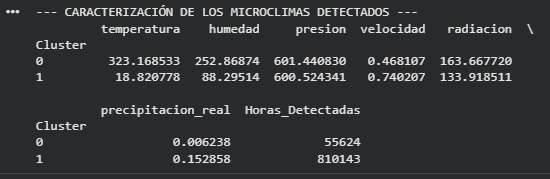 ••• --- CARACTERIZACIÓN DE LOS MICROCLIMAS DETECTADOS ---
temperatura humedad presion velocidad radiacion \
Cluster
0 323.168533 252.86874 601.440830 0.468107 163.667720
1 18.820778 88.29514 600.524341 0.740207 133.918511
precipitacion_real Horas_Detectadas
Cluster
0 0.006238 55624
1 0.152858 810143